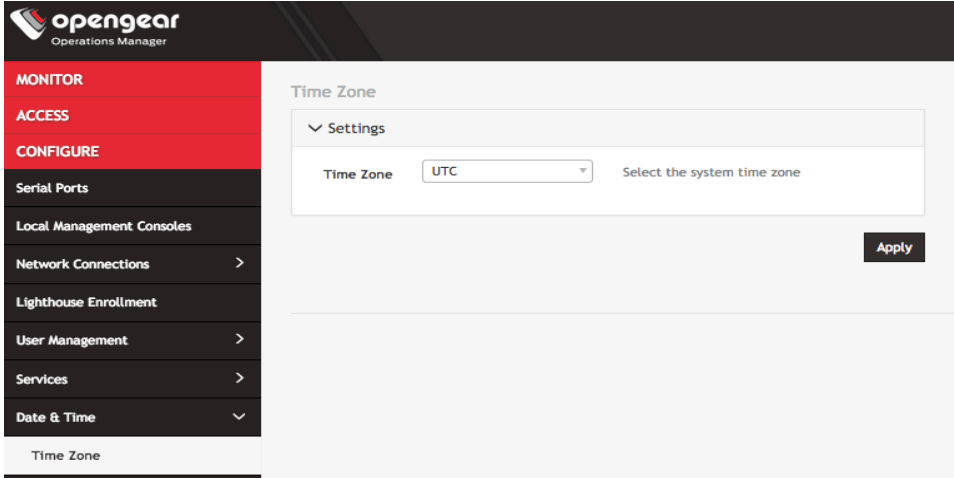 opengear
Operations Manager
MONITOR
ACCESS
CONFIGURE
Serial Ports
Local Management Consoles
Network Connections
Lighthouse Enrollment
User Management
Services
Date & Time
Time Zone
Time Zone
Settings
Time Zone UTC Select the system time zone
Apply